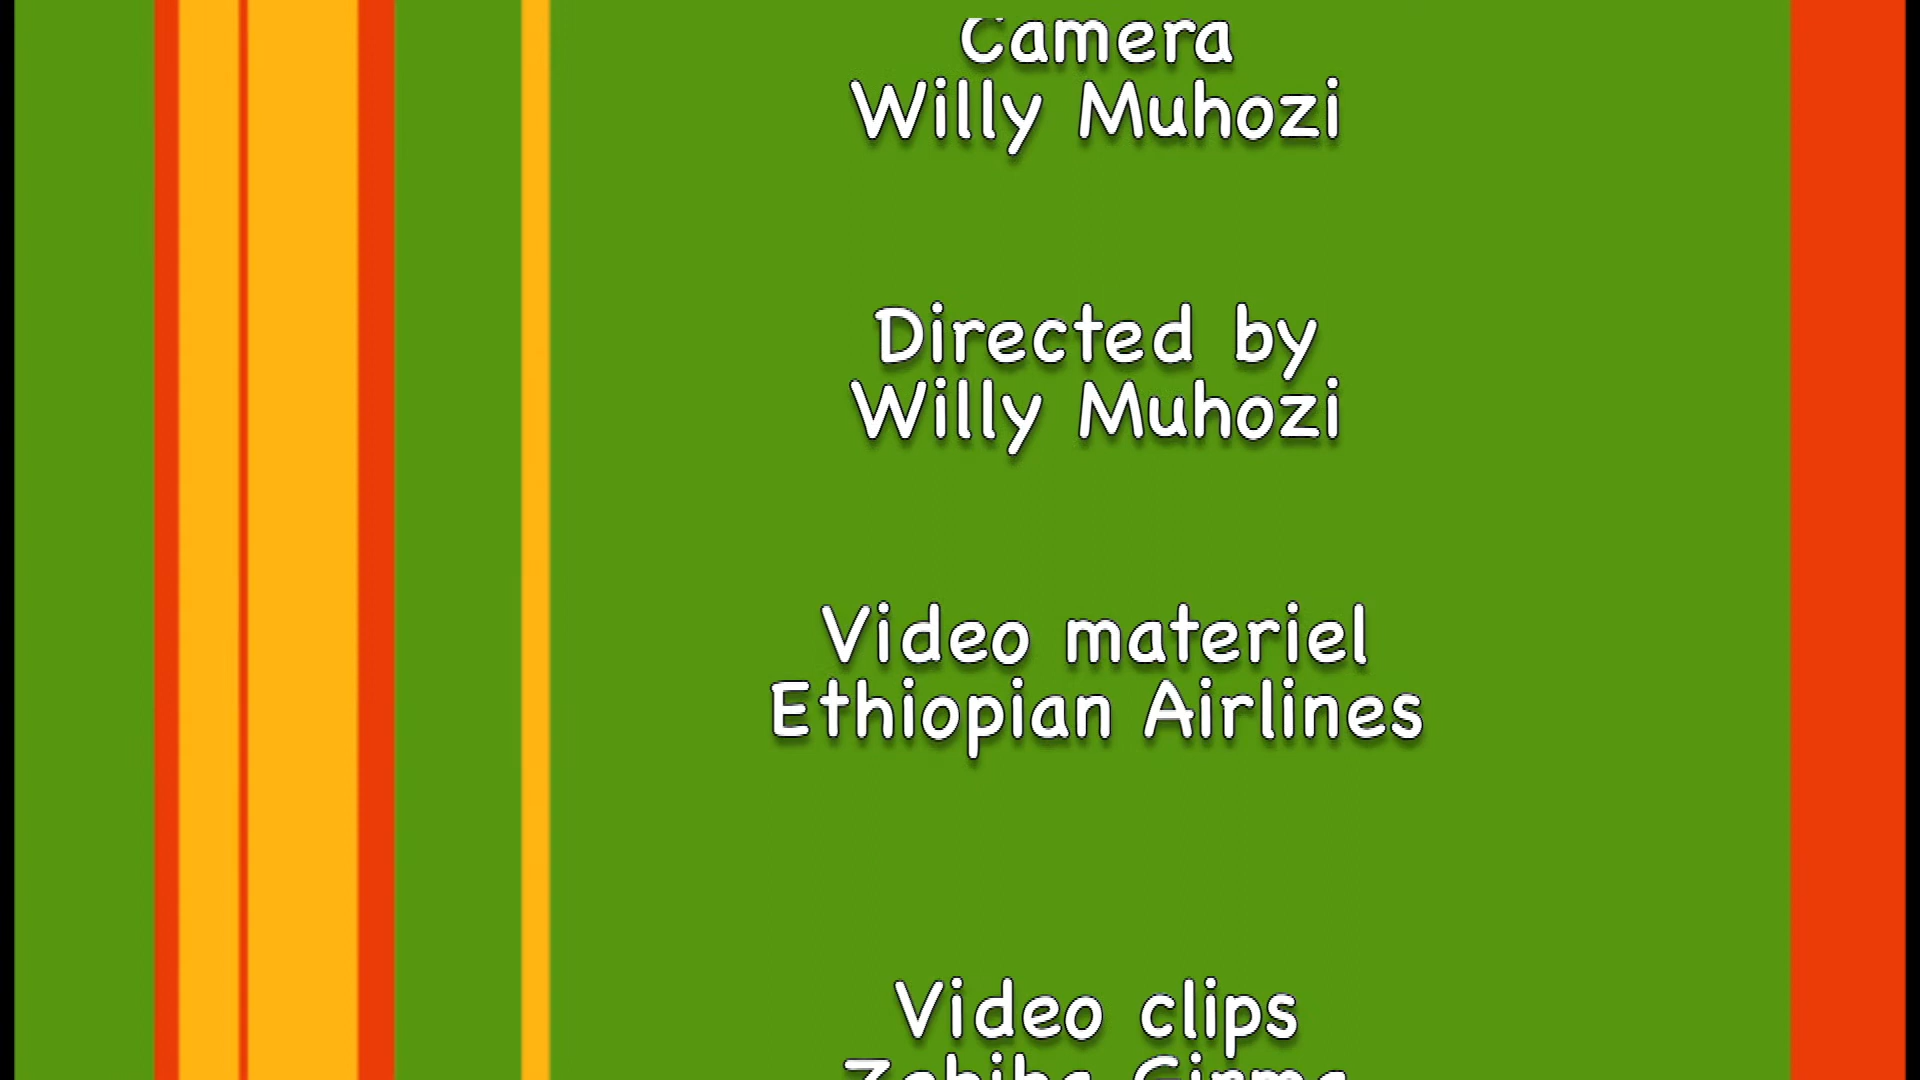 Camera
Willy Muhozi
Directed by
Willy Muhozi
Video materiel
Ethiopian Airlines
Video clips